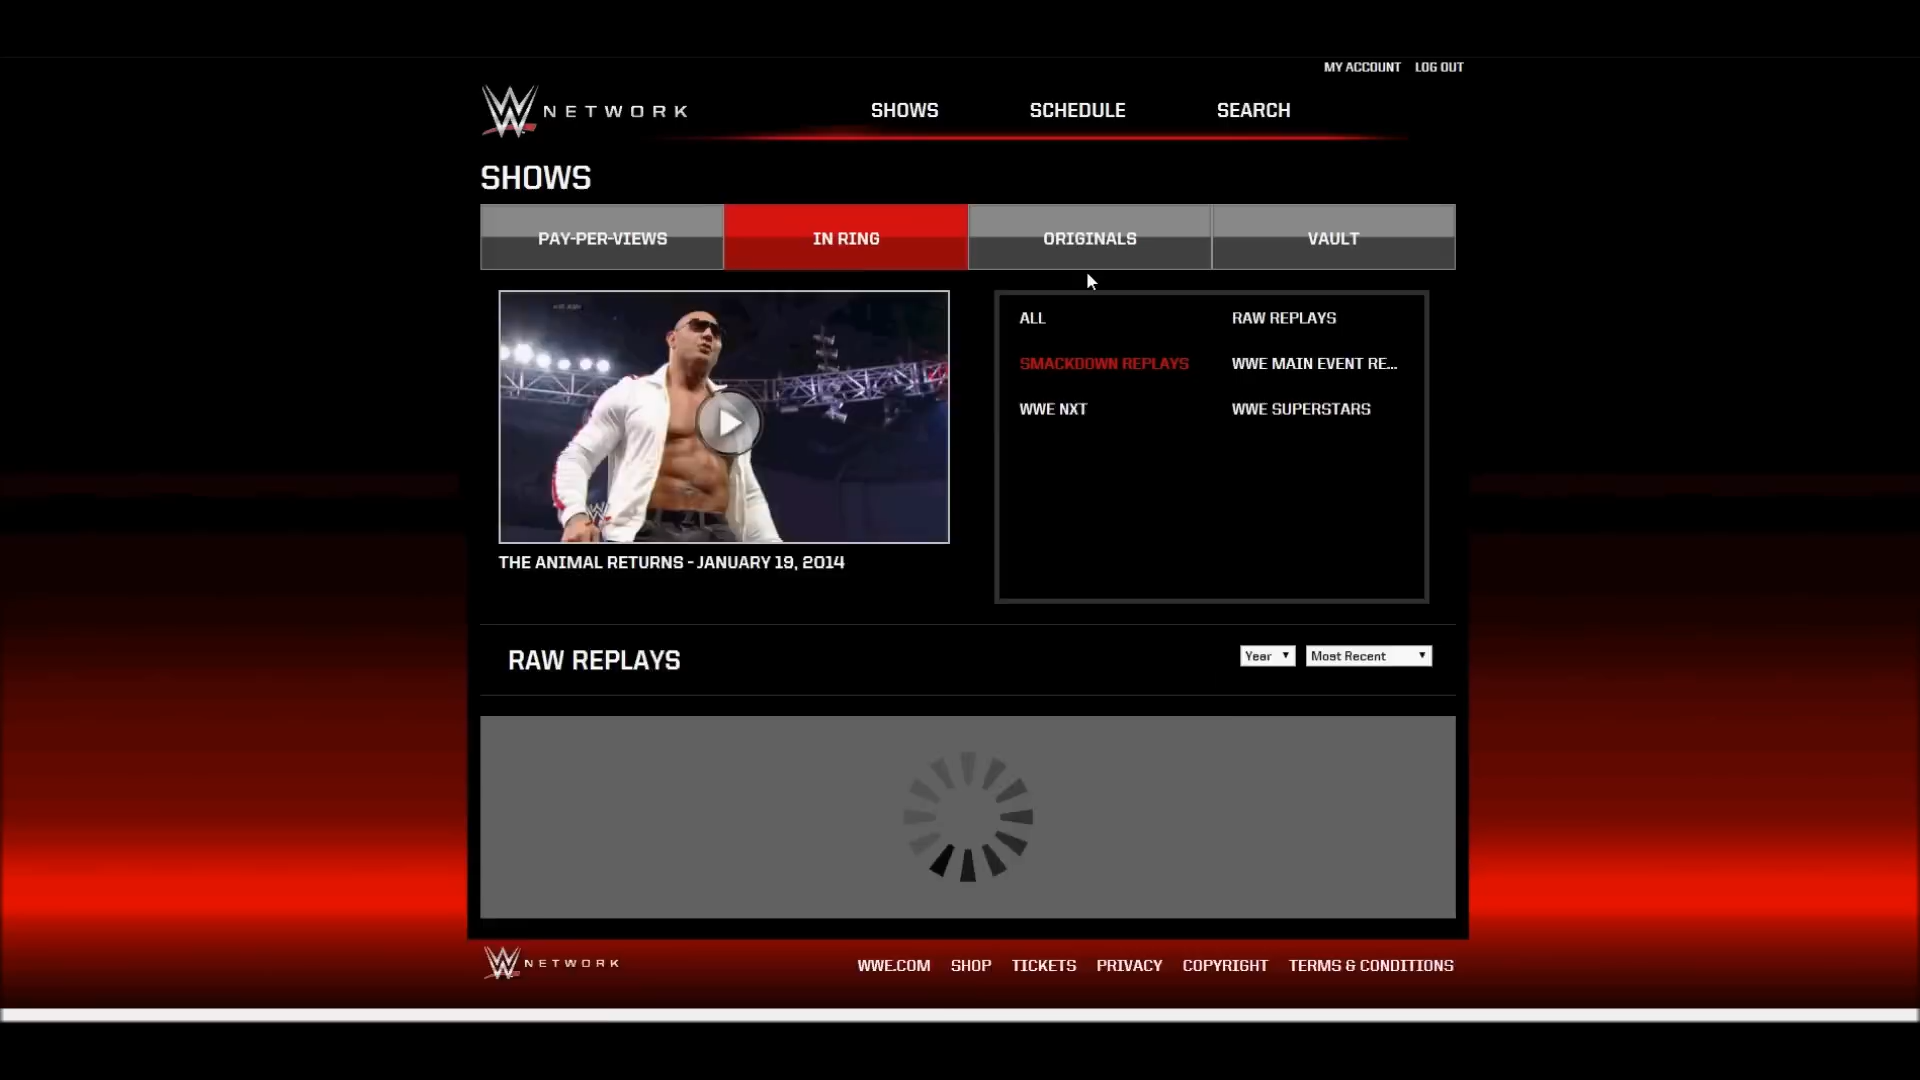 MY ACCOUNT LOG OUT
W NETWORK SHOWS SCHEDULE SEARCH
SHOWS
PAY-PER-VIEWS IN RING ORIGINALS VAULT
ALL RAW REPLAYS
SMACKDOWN REPLAYS WWE MAIN EVENT RE...
WWE NXT WWE SUPERSTARS
THE ANIMAL RETURNS - JANUARY 19, 2014
RAW REPLAYS Year Most Recent
W NETWORK WWE.COM SHOP TICKETS PRIVACY COPYRIGHT TERMS & CONDITIONS